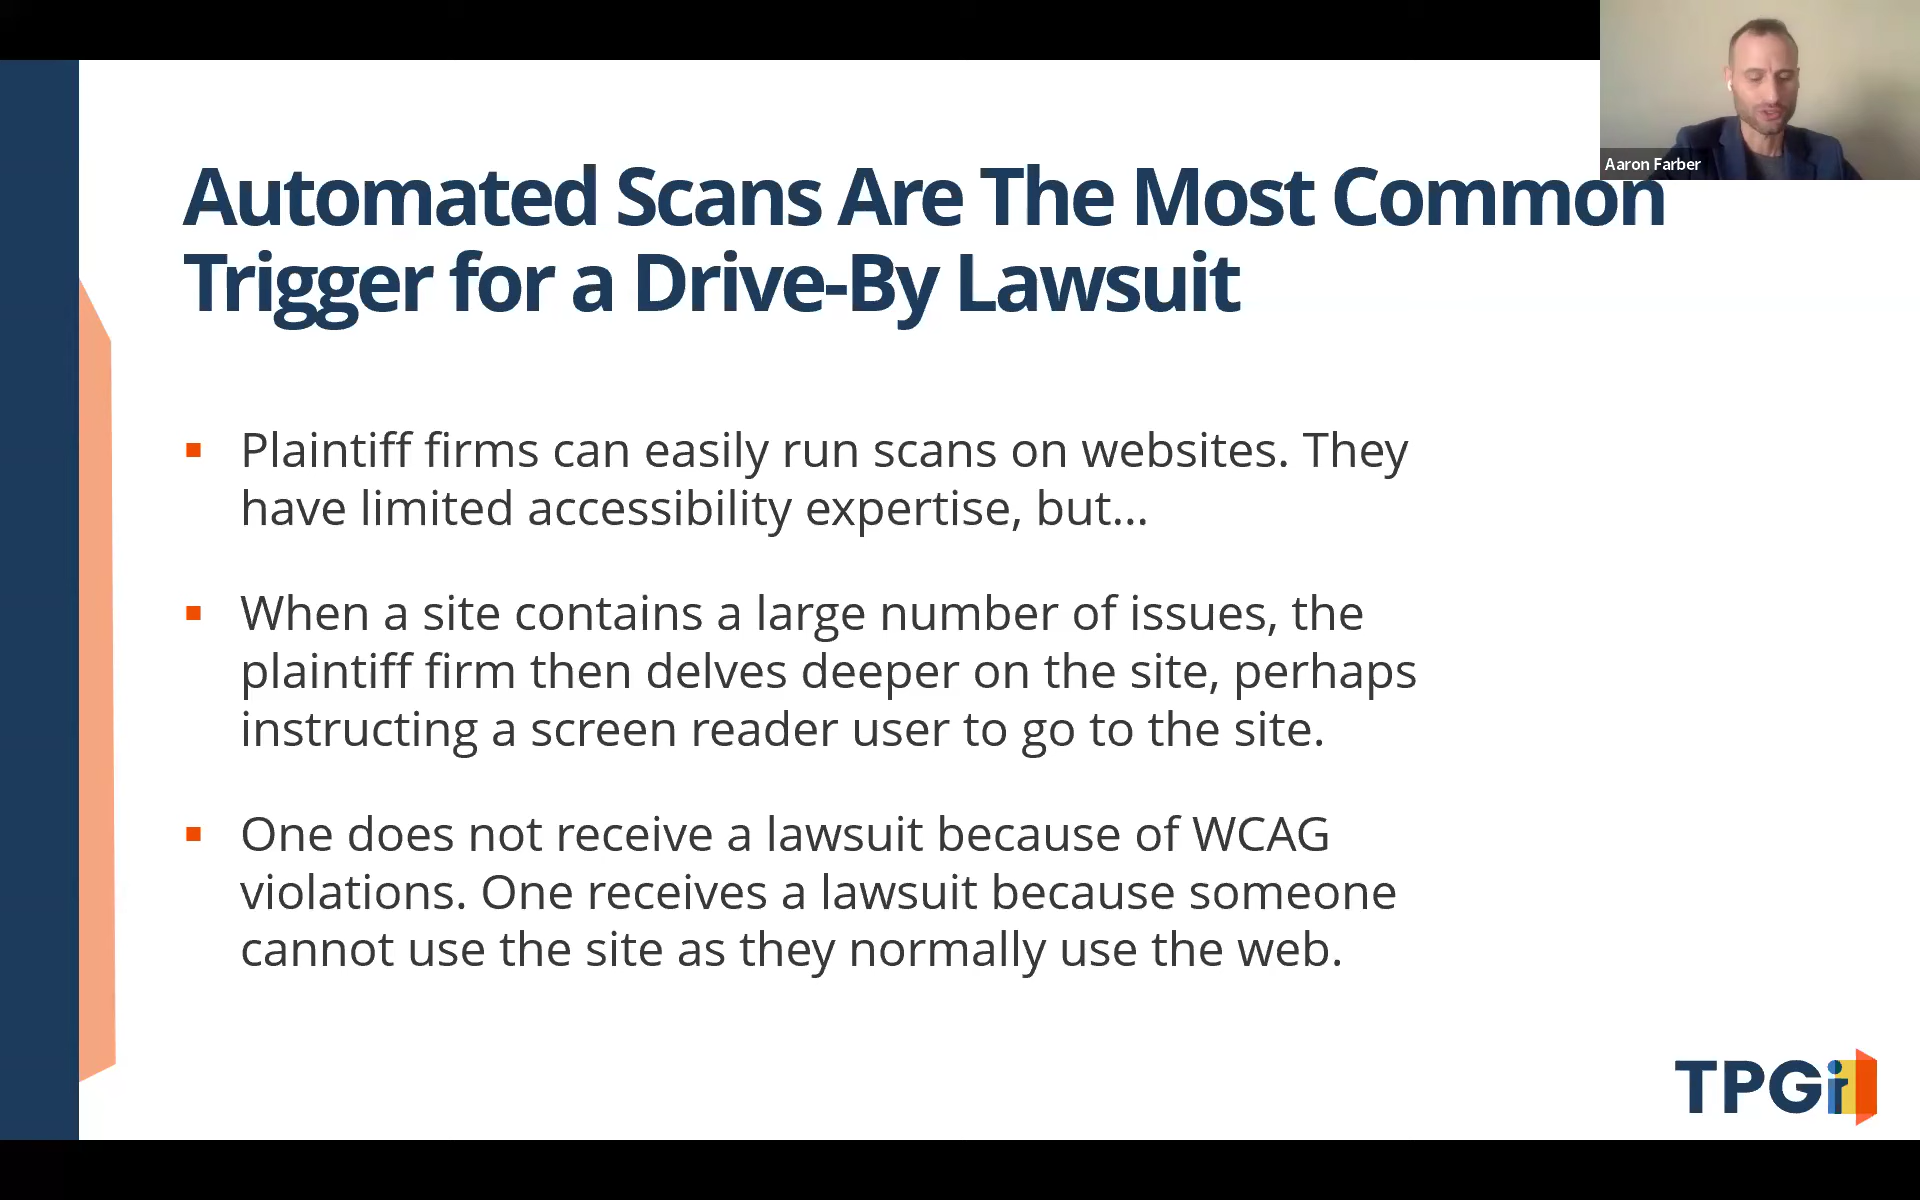 Aaron Farber
Automated Scans Are The Most Common
Trigger for a Drive-By Lawsuit
Plaintiff firms can easily run scans on websites. They
have limited accessibility expertise, but...
When a site contains a large number of issues, the
plaintiff firm then delves deeper on the site, perhaps
instructing a screen reader user to go to the site.
One does not receive a lawsuit because of WCAG
violations. One receives a lawsuit because someone
cannot use the site as they normally use the web.
TPGi